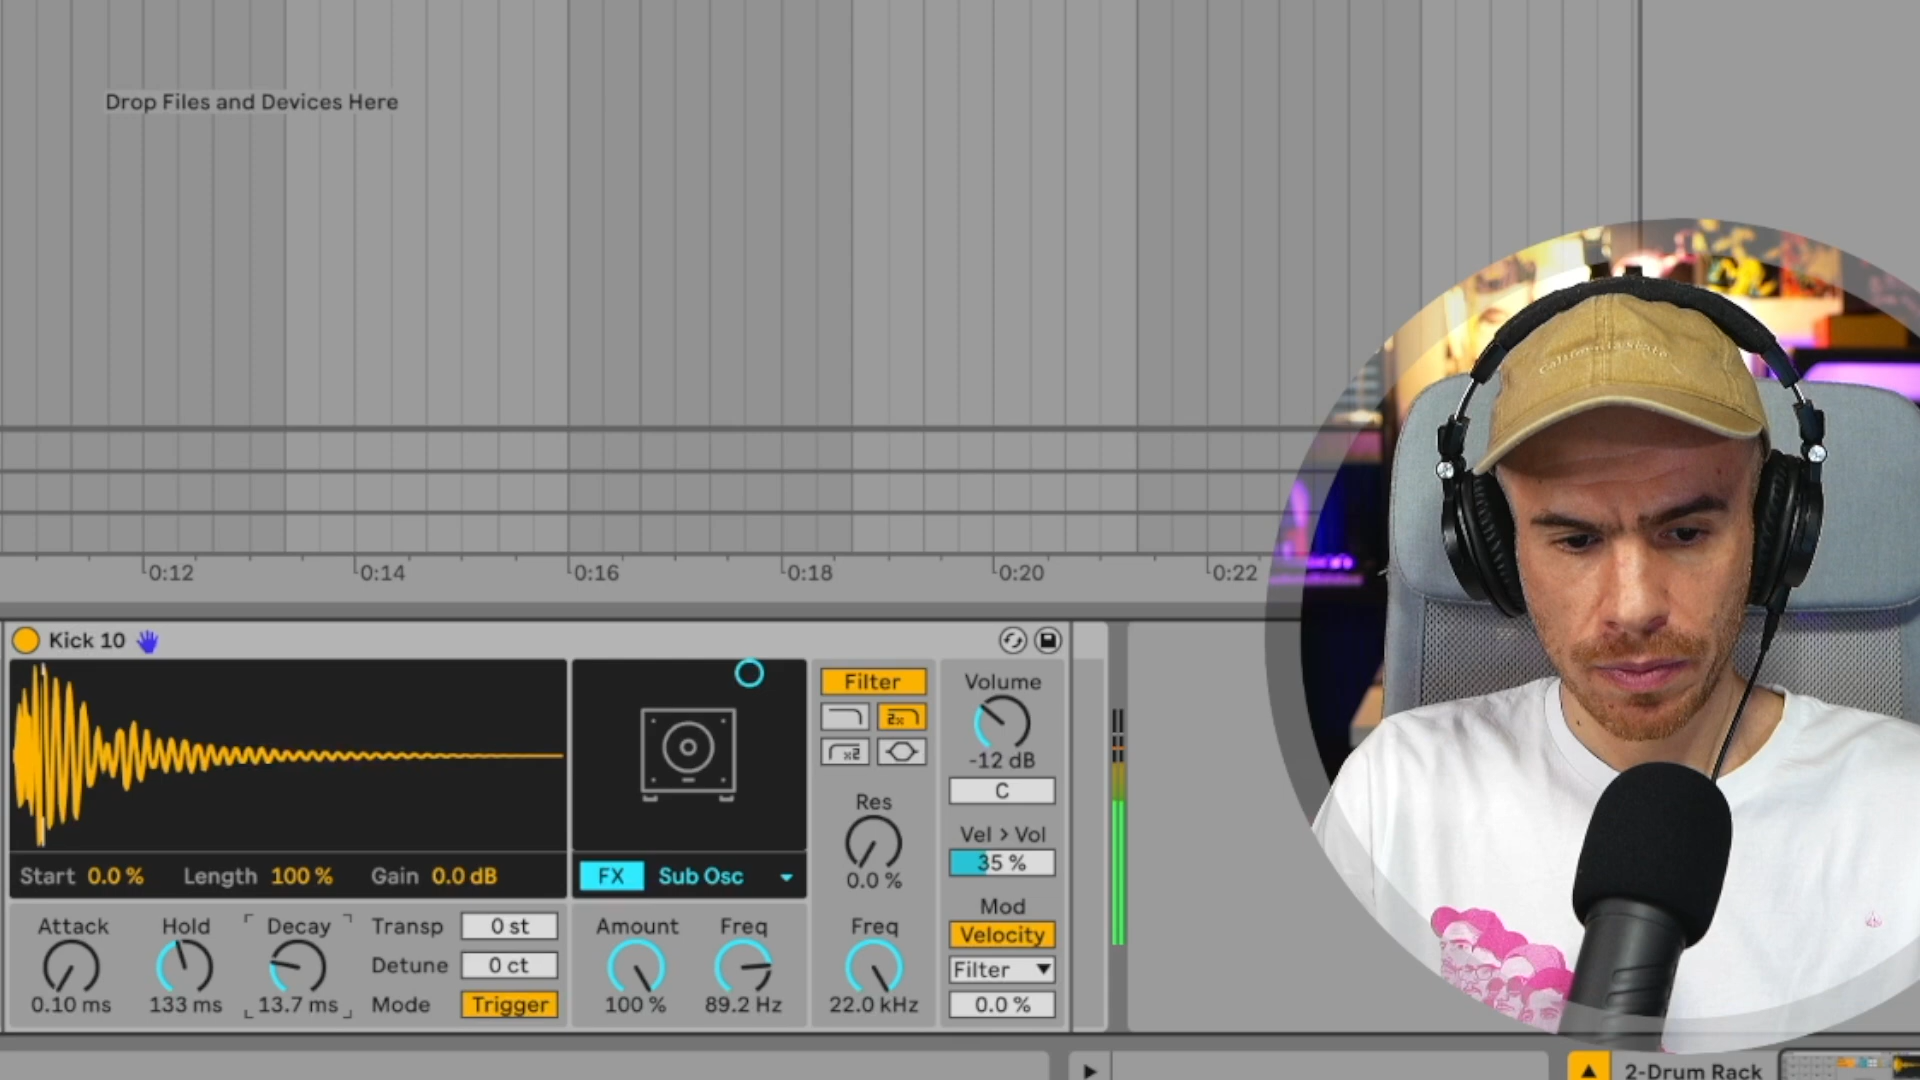 Drop Files and Devices Here
0:12 0:14 0:16 0:18 0:20 0:22
Kick 10
Filter
Volume
2x
x2
-12 dB
C
Res
0.0 %
Vel > Vol
35 %
Start 0.0 % Length 100 % Gain 0.0 dB
FX Sub Osc
Mod
Velocity
Attack Hold Decay Transp 0 st Amount Freq Freq
Detune 0 ct
Filter
0.10 ms 133 ms 13.7 ms Mode Trigger 100 % 89.2 Hz 22.0 kHz 0.0 %
2-Drum Rack